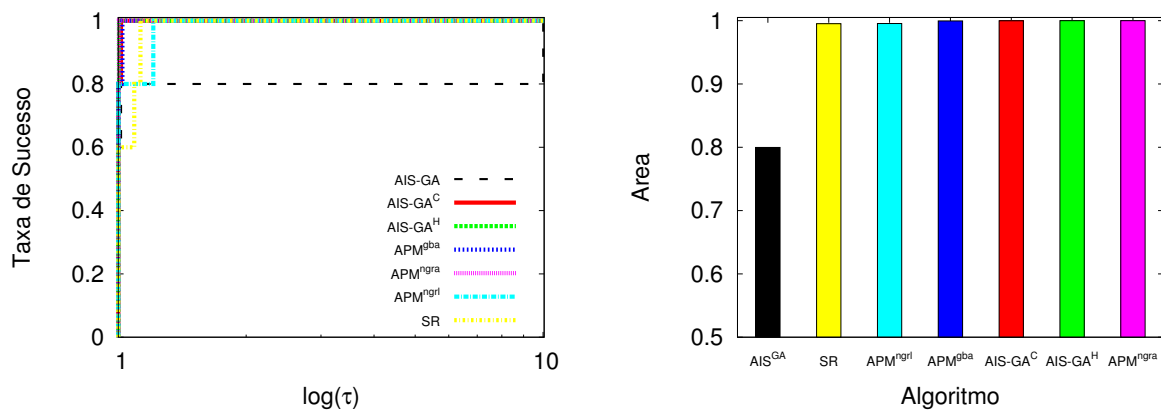 1
0.8
0.6
0.4
0.2
0
Taxa de Sucesso
AIS-GA
AIS-GA^C
AIS-GA^H
APM^gba
APM^ngra
APM^ngrl
SR
1 10
log(τ)
1
0.9
0.8
0.7
0.6
0.5
Area
AIS^GA SR APM^ngrl APM^gba AIS-GA^C AIS-GA^H APM^ngra
Algoritmo